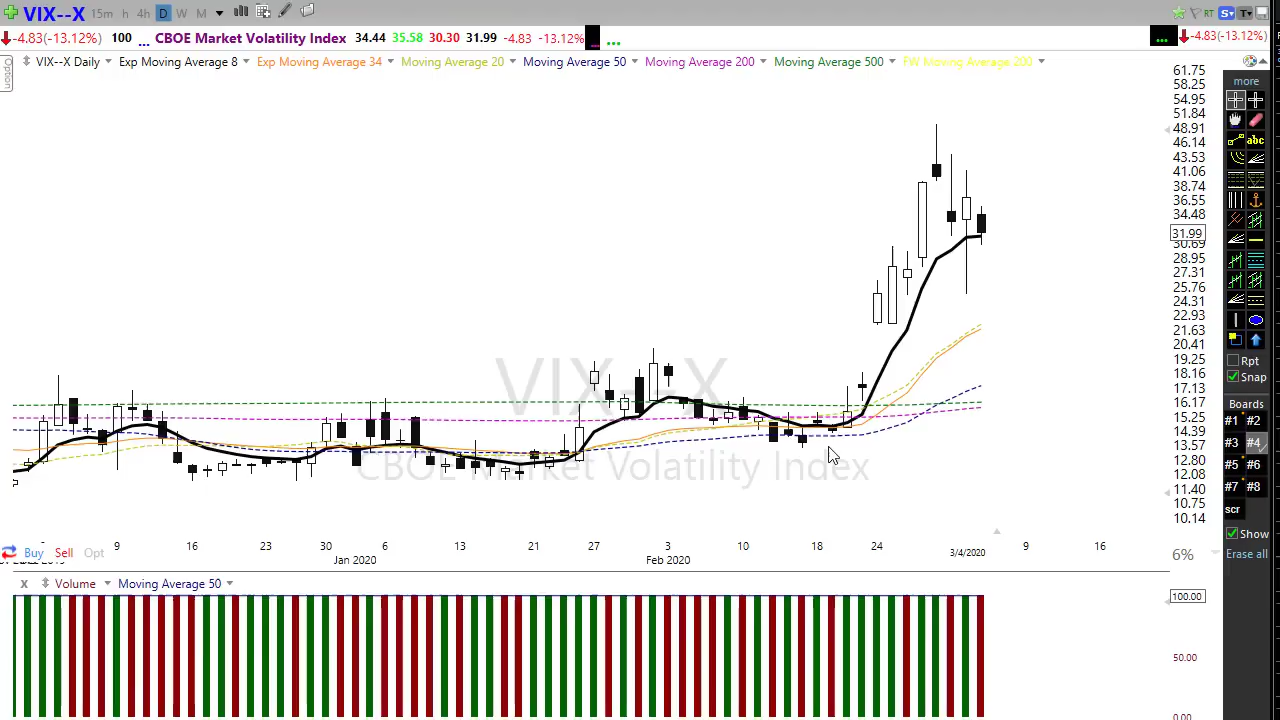 VIX--X 15m h 4h D W M RT S T
-4.83(-13.12%) 100 ... CBOE Market Volatility Index 34.44 35.58 30.30 31.99 -4.83 -13.12% ... ... -4.83(-13.12%)
Option
VIX--X Daily Exp Moving Average 8 Exp Moving Average 34 Moving Average 20 Moving Average 50 Moving Average 200 Moving Average 500 FW Moving Average 200
61.75
58.25
54.95
51.84
48.91
46.14
43.53
41.06
38.74
36.55
34.48
31.99
30.69
28.95
27.31
25.76
24.31
22.93
21.63
20.41
19.25
18.16
17.13
16.17
15.25
14.39
13.57
12.80
12.08
11.40
10.75
10.14
VIX--X
CBOE Market Volatility Index
more
abc
Rpt
Snap
Boards
#1 #2
#3 #4
#5 #6
#7 #8
scr
Show
Erase all
9 16 23 30 6 13 21 27 3 10 18 24 3/4/2020 9 16
Jan 2020 Feb 2020
Buy Sell Opt
6%
x Volume Moving Average 50
100.00
50.00
0.00